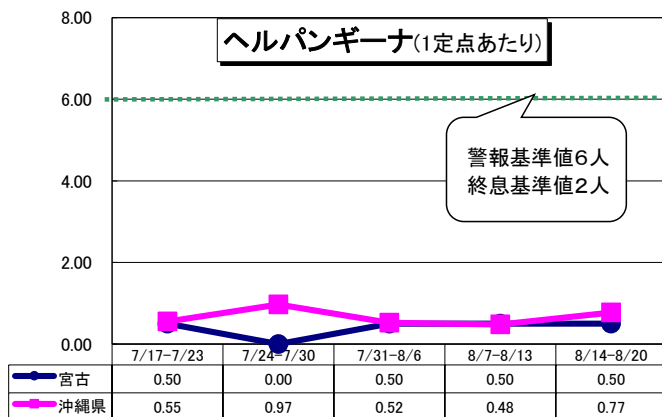 ヘルパンギーナ(1定点あたり)
8.00
6.00
4.00
2.00
0.00
警報基準値6人
終息基準値2人
7/17-7/23 7/24-7/30 7/31-8/6 8/7-8/13 8/14-8/20
宮古 0.50 0.00 0.50 0.50 0.50
沖縄県 0.55 0.97 0.52 0.48 0.77